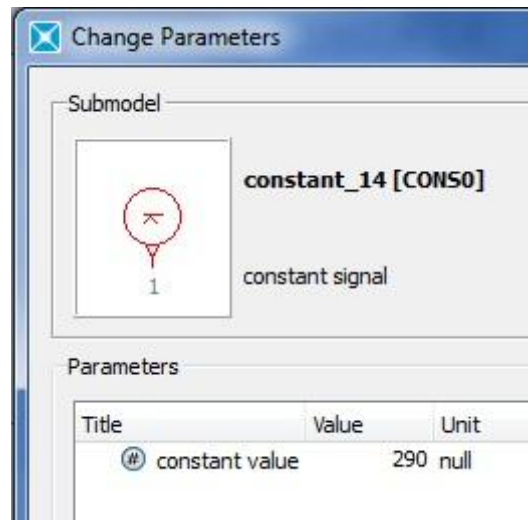 Change Parameters
Submodel
constant_14 [CONS0]
1
constant signal
Parameters
Title Value Unit
constant value 290 null